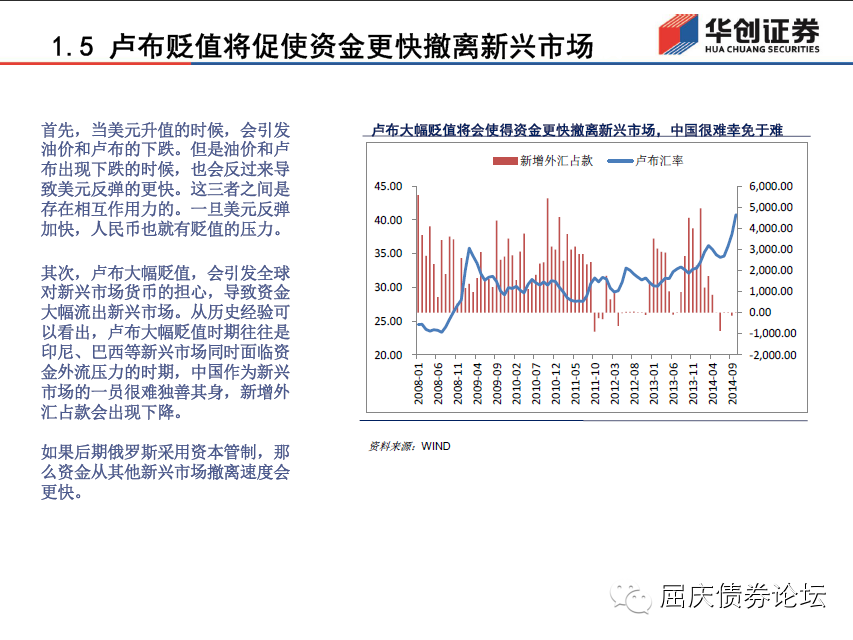 1.5 卢布贬值将促使资金更快撤离新兴市场
华创证券
HUA CHUANG SECURITIES
首先，当美元升值的时候，会引发
油价和卢布的下跌。但是油价和卢
布出现下跌的时候，也会反过来导
致美元反弹的更快。这三者之间是
存在相互作用力的。一旦美元反弹
加快，人民币也就有贬值的压力。
其次，卢布大幅贬值，会引发全球
对新兴市场货币的担心，导致资金
大幅流出新兴市场。从历史经验可
以看出，卢布大幅贬值时期往往是
印尼、巴西等新兴市场同时面临资
金外流压力的时期，中国作为新兴
市场的一员很难独善其身，新增外
汇占款会出现下降。
如果后期俄罗斯采用资本管制，那
么资金从其他新兴市场撤离速度会
更快。
卢布大幅贬值将会使得资金更快撤离新兴市场，中国很难幸免于难
新增外汇占款 卢布汇率
45.00
40.00
35.00
30.00
25.00
20.00
6,000.00
5,000.00
4,000.00
3,000.00
2,000.00
1,000.00
0.00
-1,000.00
-2,000.00
2008-01
2008-06
2008-11
2009-04
2009-09
2010-02
2010-07
2010-12
2011-05
2011-10
2012-03
2012-08
2013-01
2013-06
2013-11
2014-04
2014-09
资料来源：WIND
屈庆债券论坛